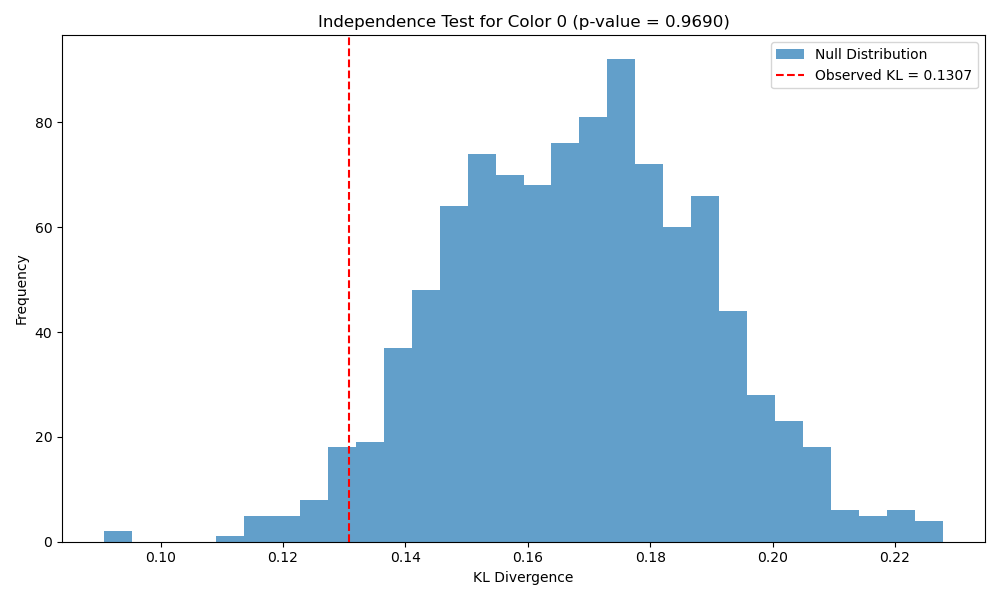 Independence Test for Color 0 (p-value = 0.9690)
Null Distribution
Observed KL = 0.1307
80
60
40
20
0
Frequency
0.10 0.12 0.14 0.16 0.18 0.20 0.22
KL Divergence